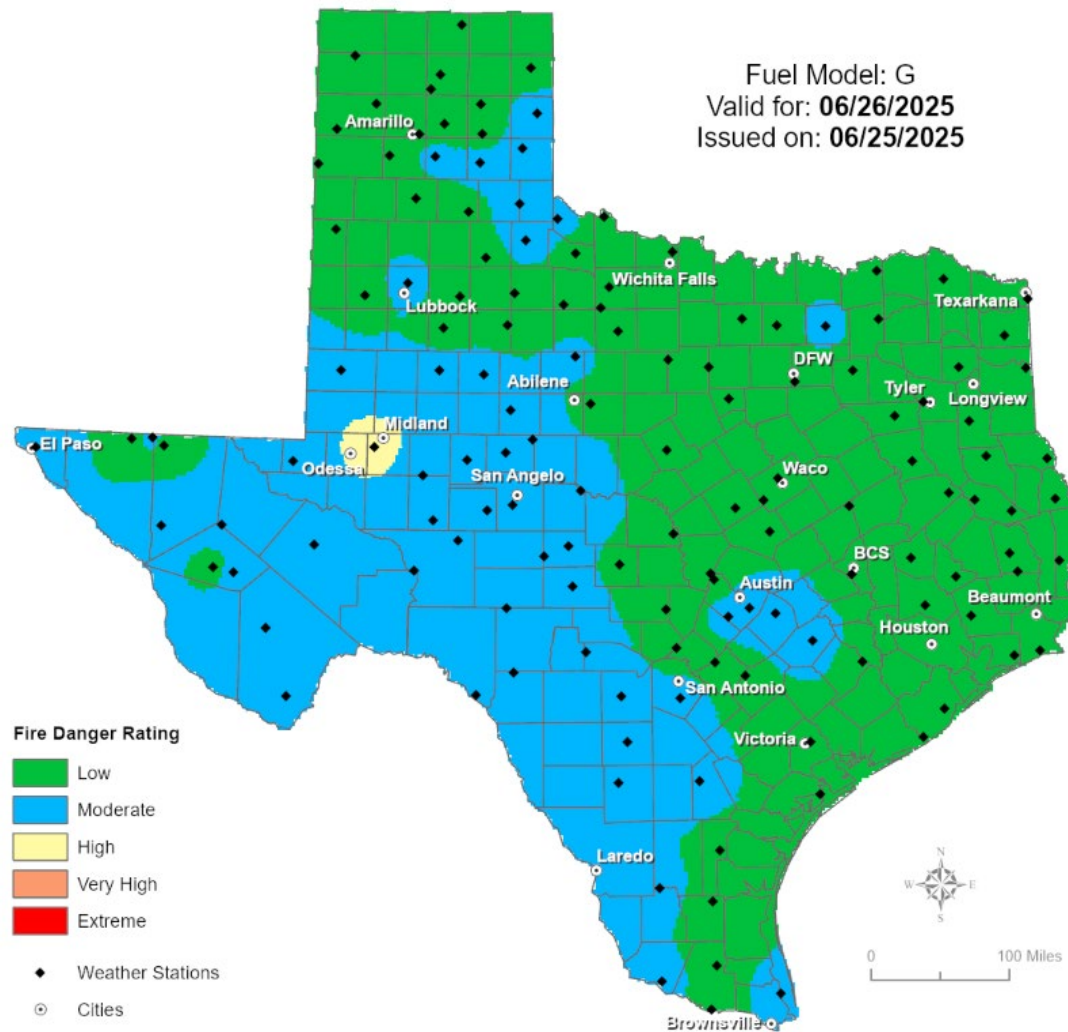 Fuel Model: G
Valid for: 06/26/2025
Issued on: 06/25/2025
Amarillo
Wichita Falls
Lubbock
Texarkana
DFW
Abilene
Tyler
Longview
Midland
El Paso
Odessa
San Angelo
Waco
BCS
Austin
Beaumont
Houston
San Antonio
Victoria
Laredo
Brownsville
Fire Danger Rating
Low
Moderate
High
Very High
Extreme
Weather Stations
Cities
N
W E
S
0 100 Miles